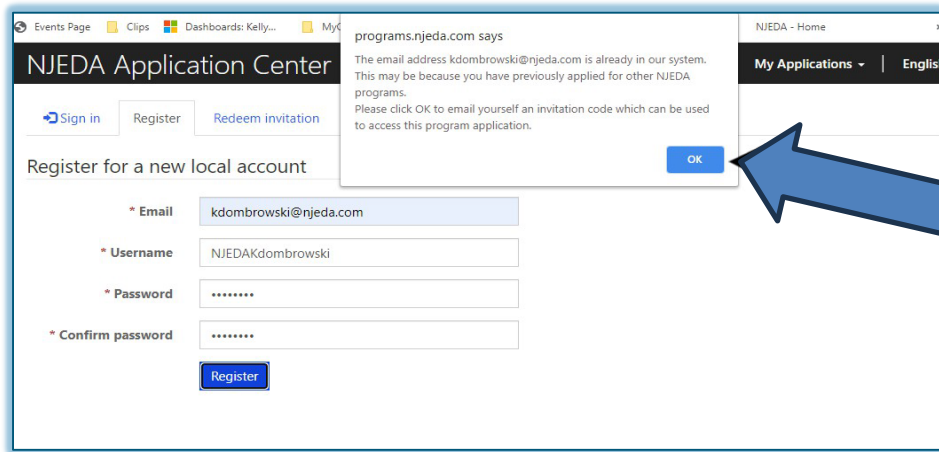 Events Page Clips Dashboards: Kelly... NJEDA - Home
NJEDA Application Center My Applications English
programs.njeda.com says
The email address kdombrowski@njeda.com is already in our system.
This may be because you have previously applied for other NJEDA
programs.
Please click OK to email yourself an invitation code which can be used
to access this program application.
OK
Sign in Register Redeem invitation
Register for a new local account
* Email kdombrowski@njeda.com
* Username NJEDAKdombrowski
* Password ••••••••
* Confirm password ••••••••
Register